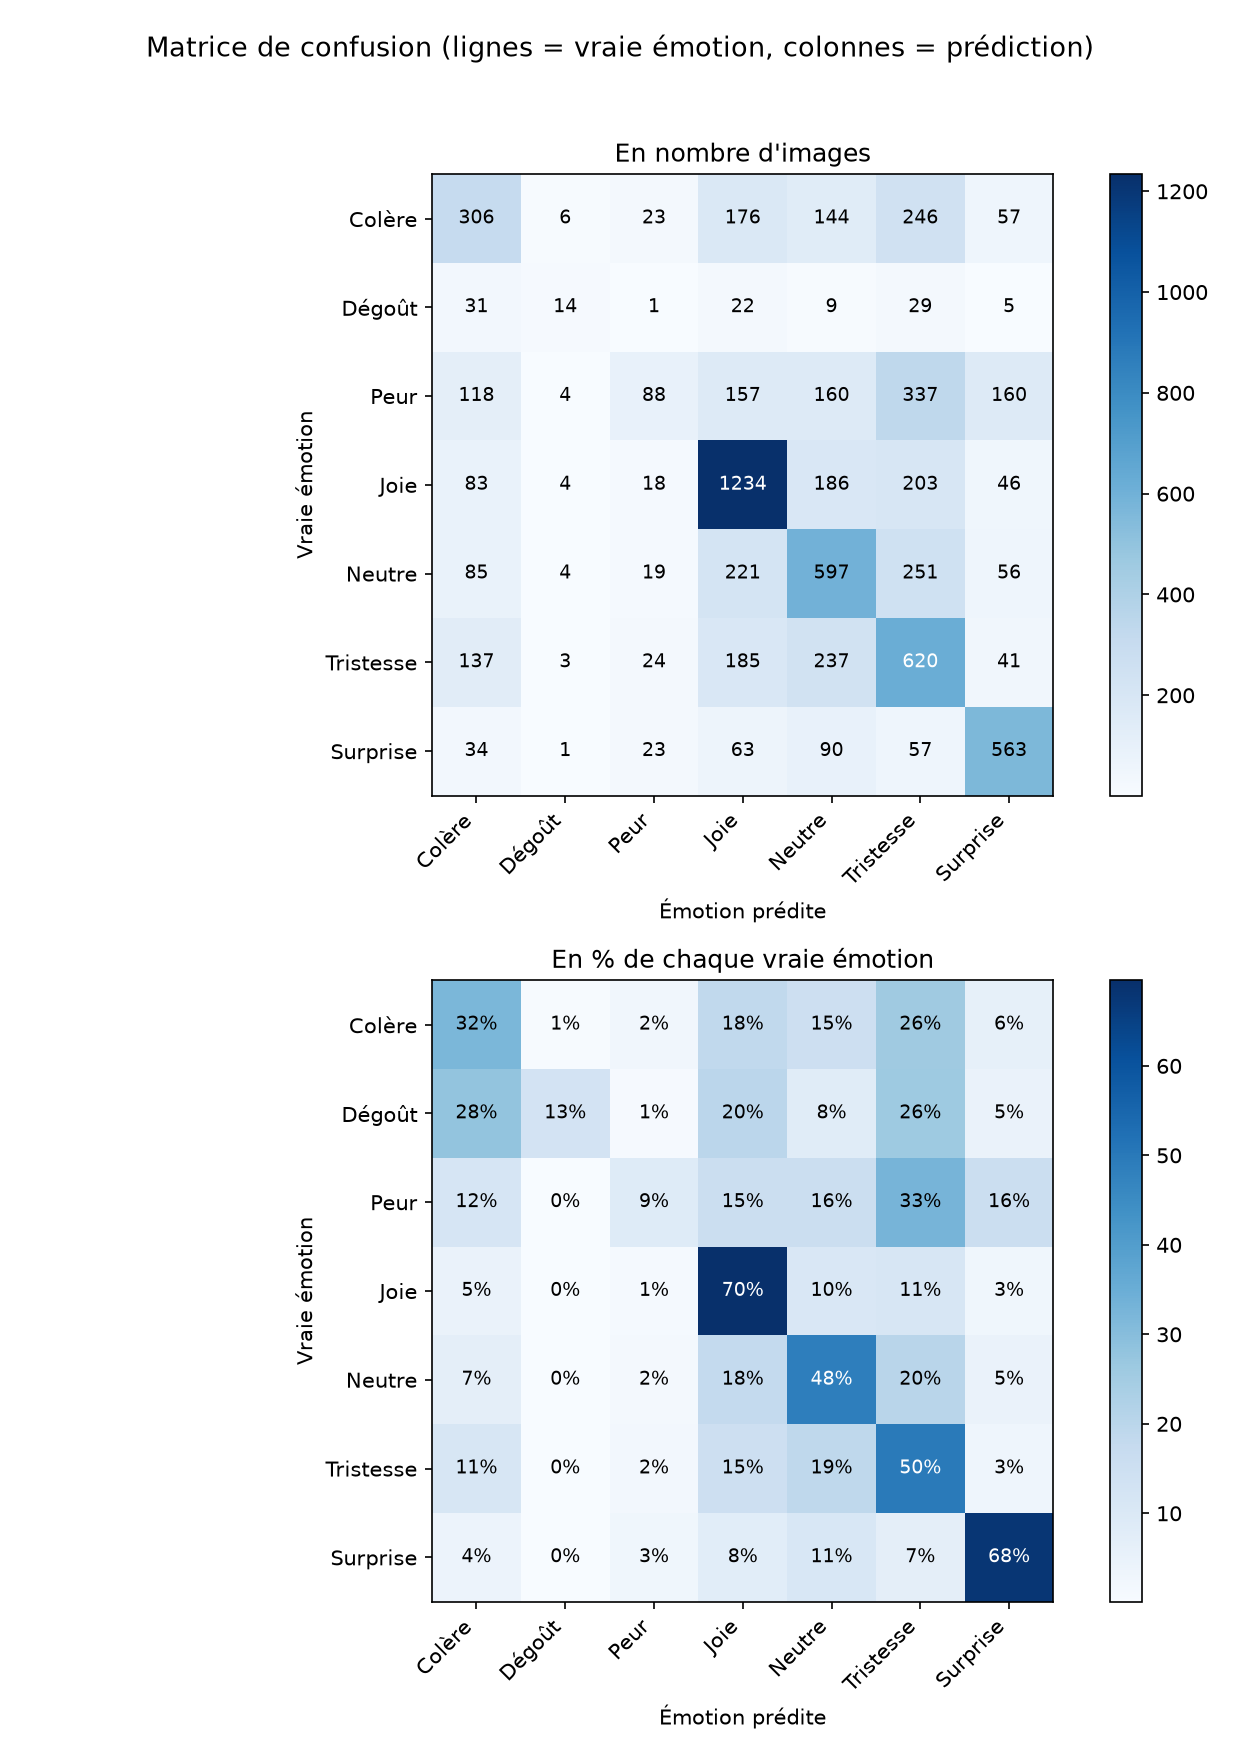 Matrice de confusion (lignes = vraie émotion, colonnes = prédiction)
En nombre d'images
Vraie émotion
Colère 306 6 23 176 144 246 57
Dégoût 31 14 1 22 9 29 5
Peur 118 4 88 157 160 337 160
Joie 83 4 18 1234 186 203 46
Neutre 85 4 19 221 597 251 56
Tristesse 137 3 24 185 237 620 41
Surprise 34 1 23 63 90 57 563
Colère Dégoût Peur Joie Neutre Tristesse Surprise
Émotion prédite
1200
1000
800
600
400
200
En % de chaque vraie émotion
Vraie émotion
Colère 32% 1% 2% 18% 15% 26% 6%
Dégoût 28% 13% 1% 20% 8% 26% 5%
Peur 12% 0% 9% 15% 16% 33% 16%
Joie 5% 0% 1% 70% 10% 11% 3%
Neutre 7% 0% 2% 18% 48% 20% 5%
Tristesse 11% 0% 2% 15% 19% 50% 3%
Surprise 4% 0% 3% 8% 11% 7% 68%
Colère Dégoût Peur Joie Neutre Tristesse Surprise
Émotion prédite
60
50
40
30
20
10